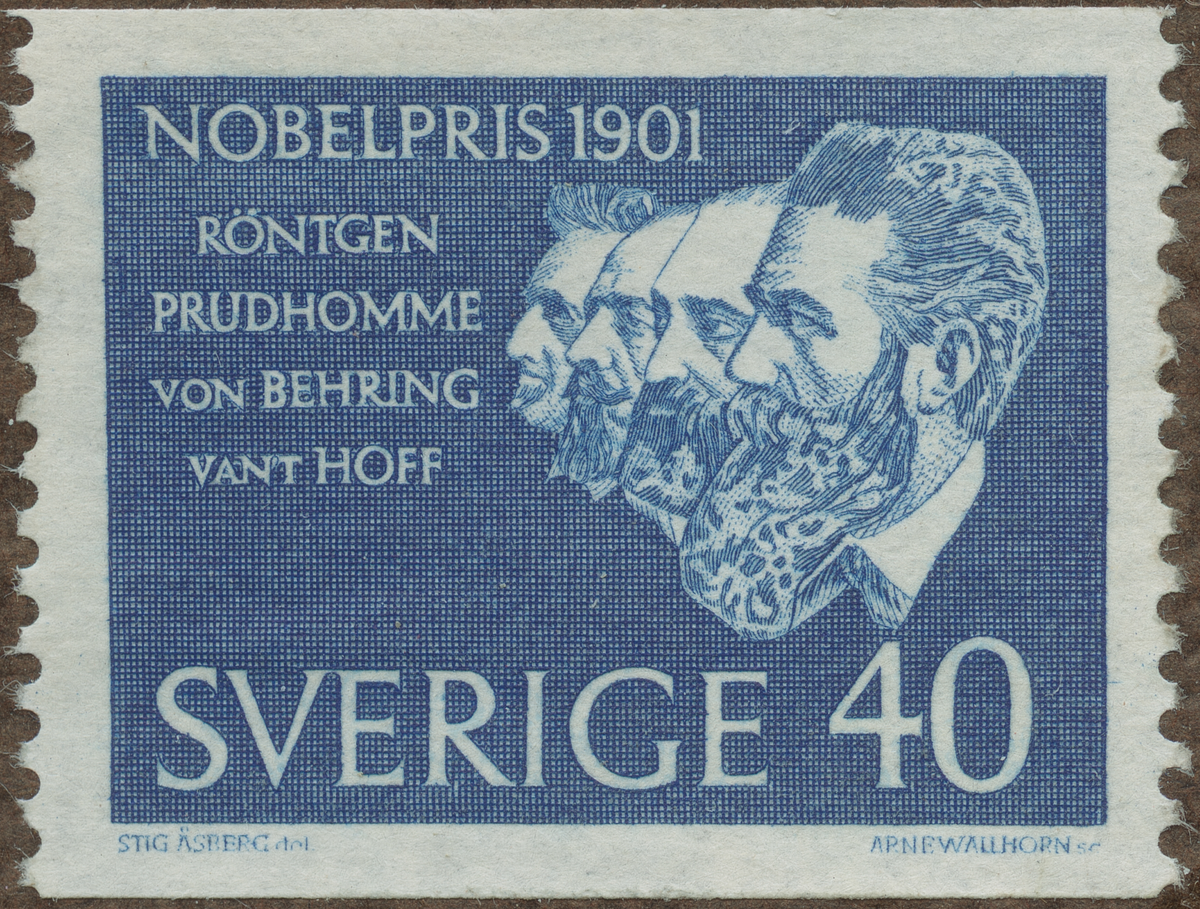 NOBELPRIS 1901
RÖNTGEN
PRUDHOMME
VON BEHRING
VANT HOFF
SVERIGE 40
STIG ÅSBERG del.
ARNE WALLHORN sc